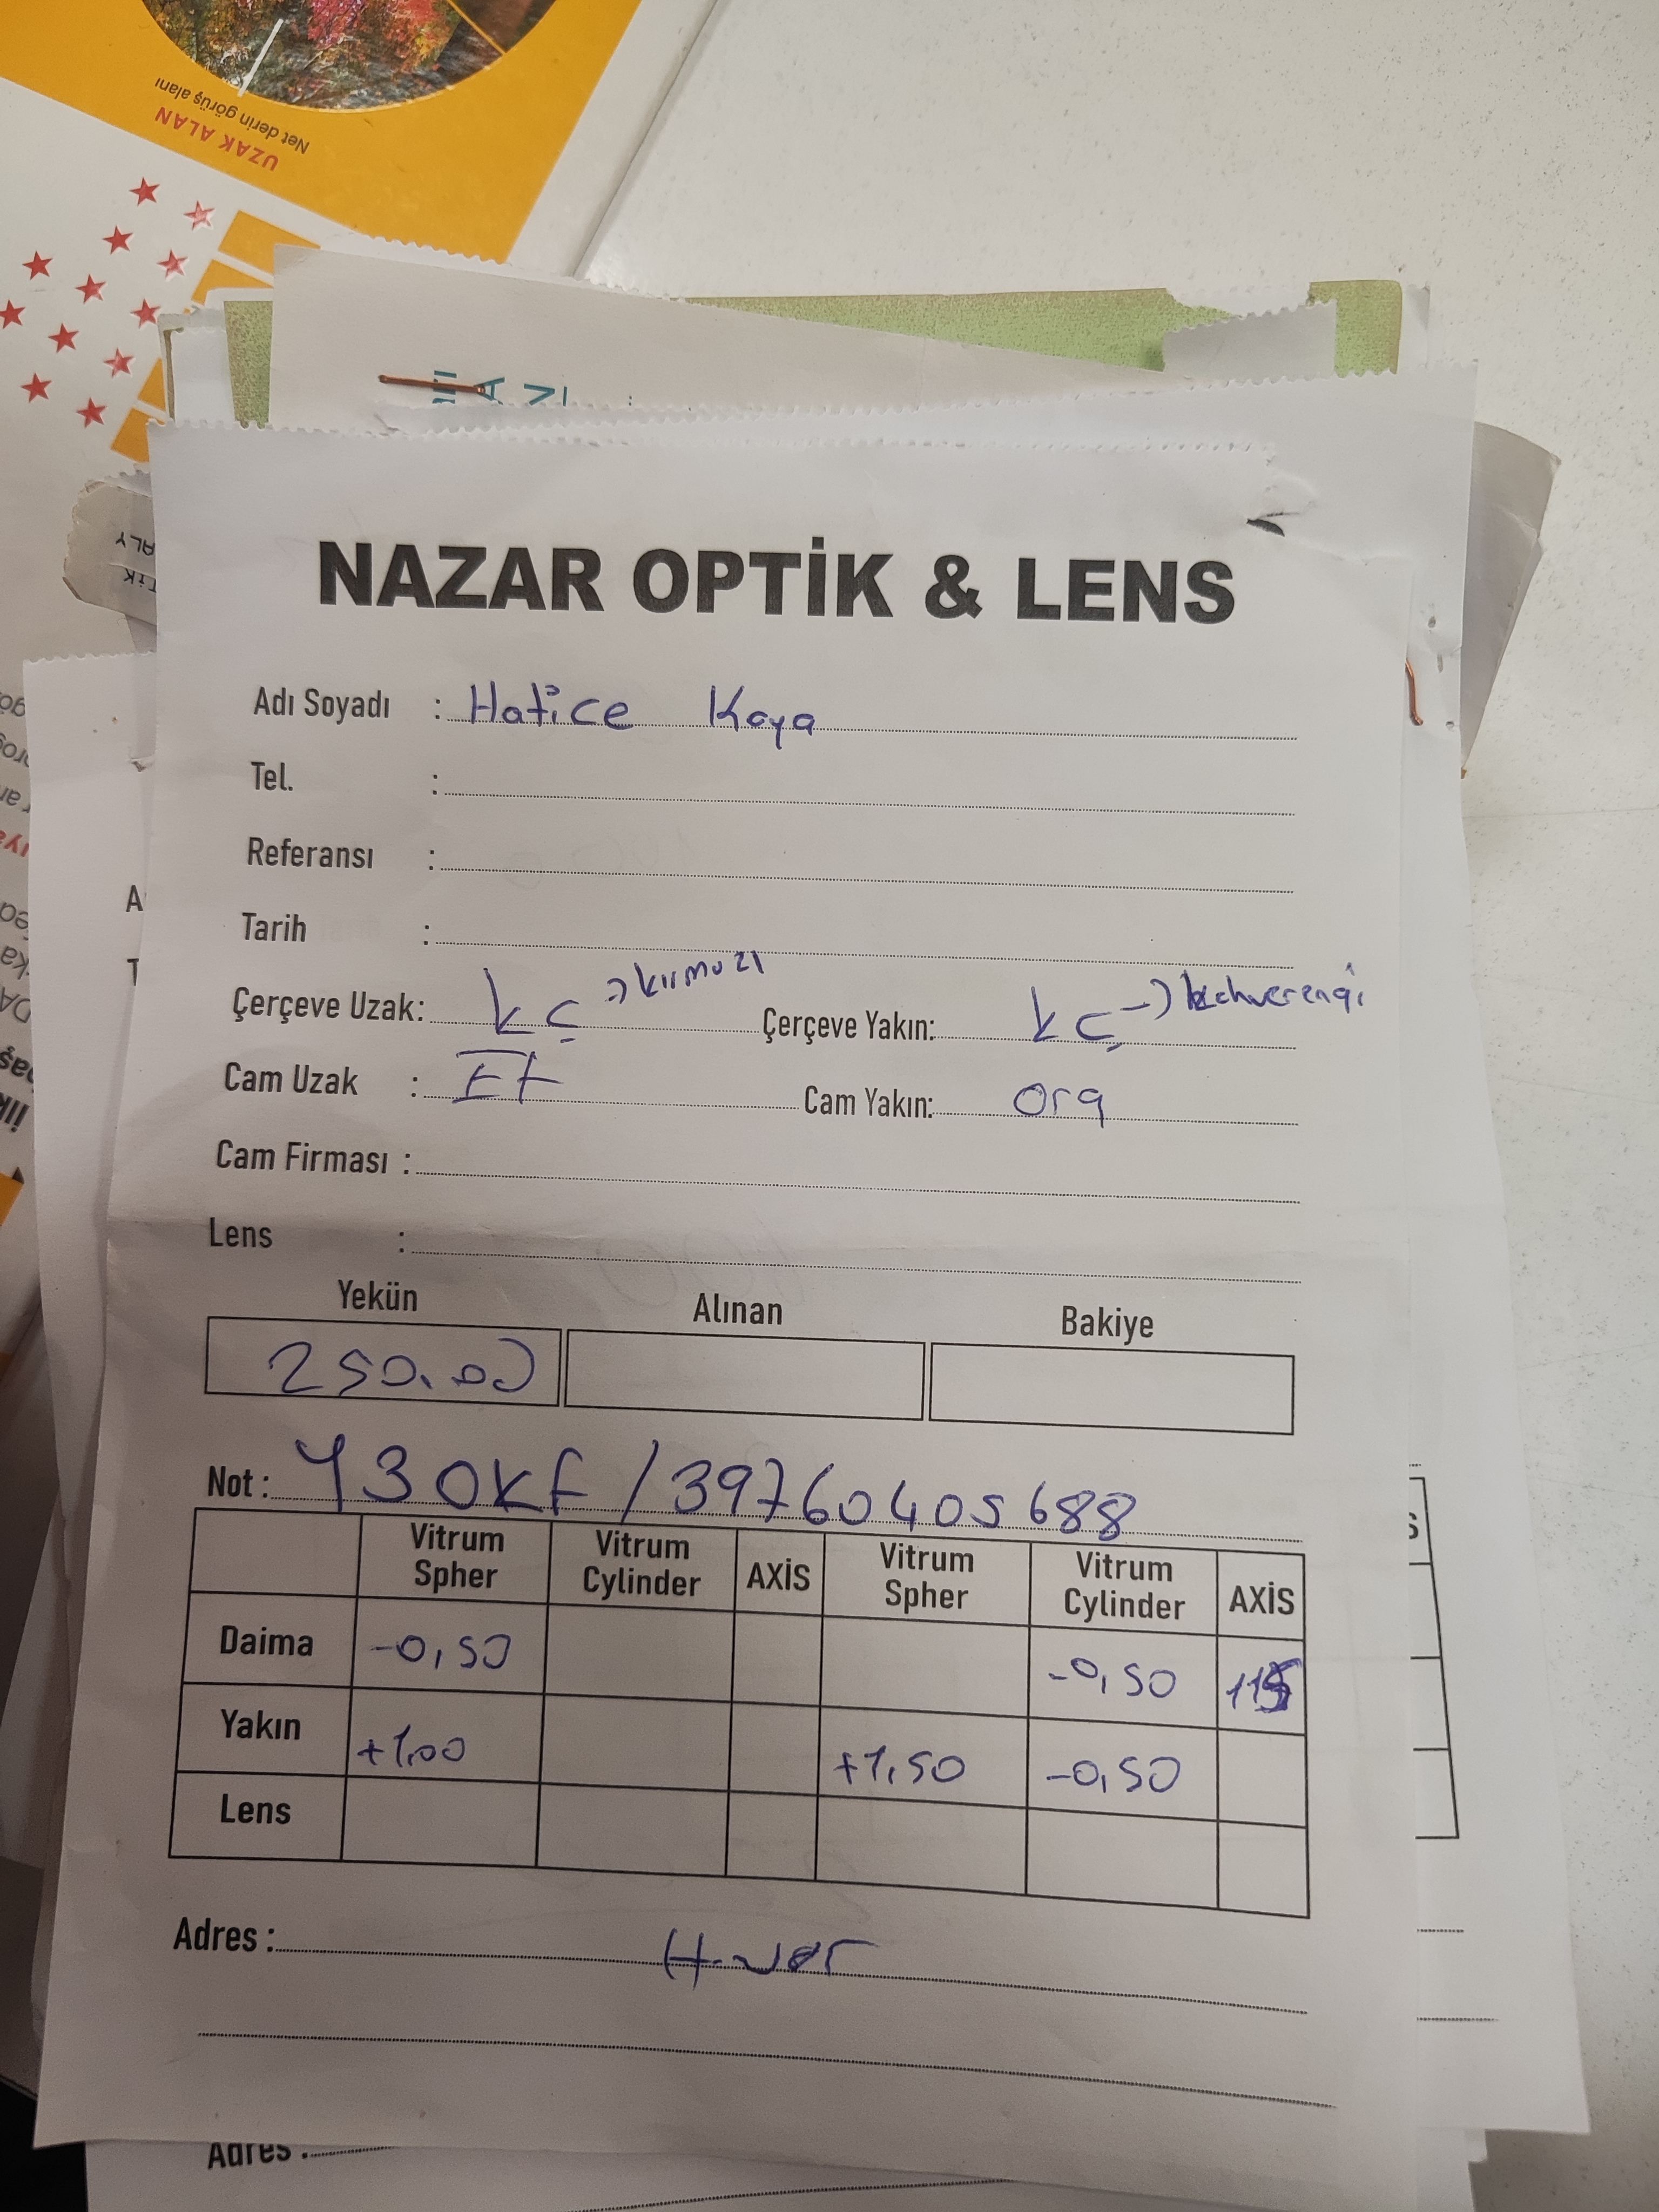 Net derin görüş alanı
UZAK ALAN
NAZAR OPTİK & LENS
Adı Soyadı : Hatice Kaya
Tel. :
Referansı :
Tarih :
Çerçeve Uzak: kç -> kırmızı Çerçeve Yakın: kç -> kahverengi
Cam Uzak : Cam Yakın: org
Cam Firması :
Lens :
Yekün Alınan Bakiye
250.00
Not : 430KF / 39760405688
Vitrum Spher Vitrum Cylinder AXİS Vitrum Spher Vitrum Cylinder AXİS
Daima -0,50 -0,50 115
Yakın +1,00 +1,50 -0,50
Lens
Adres :
Adres :